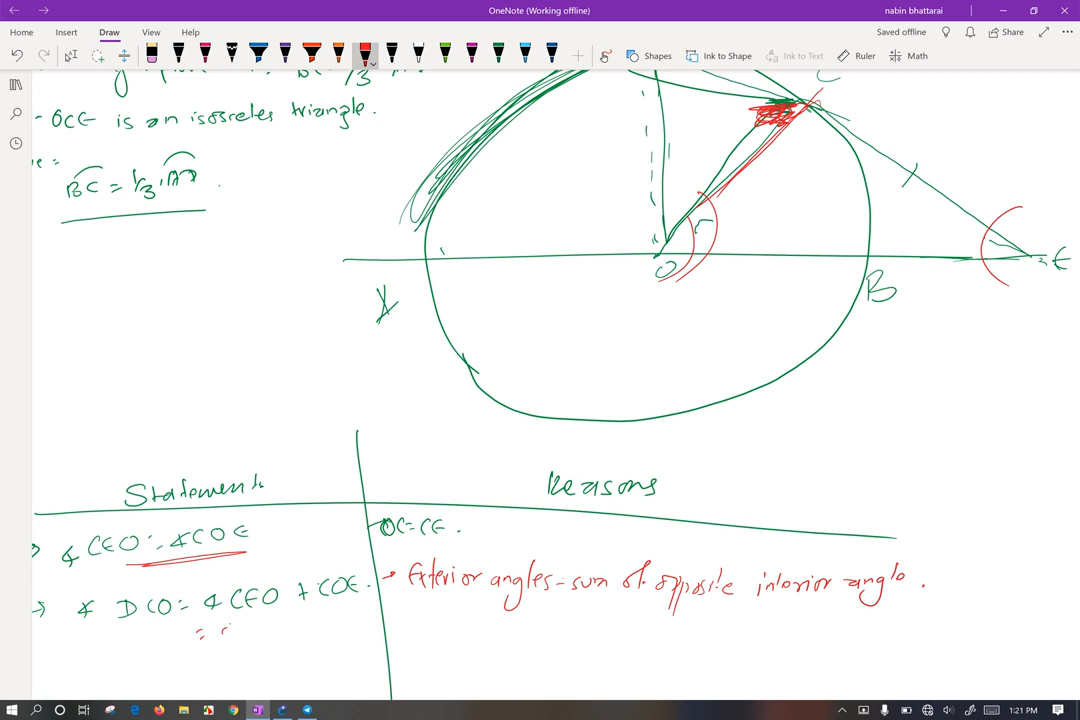 OneNote (Working offline)
nabin bhattarai
Home Insert Draw View Help
Saved offline
Share
Shapes
Ink to Shape
Ink to Text
Ruler
Math
- OCE is an isosceles triangle.
BC = 1/3
C
O
E
B
Statements
Reasons
∡ CEO = ∡COE
OC=CE.
∡ DCO = ∡CEO + COE.
→ Exterior angles = sum of opposite interior angle.
=
1:21 PM